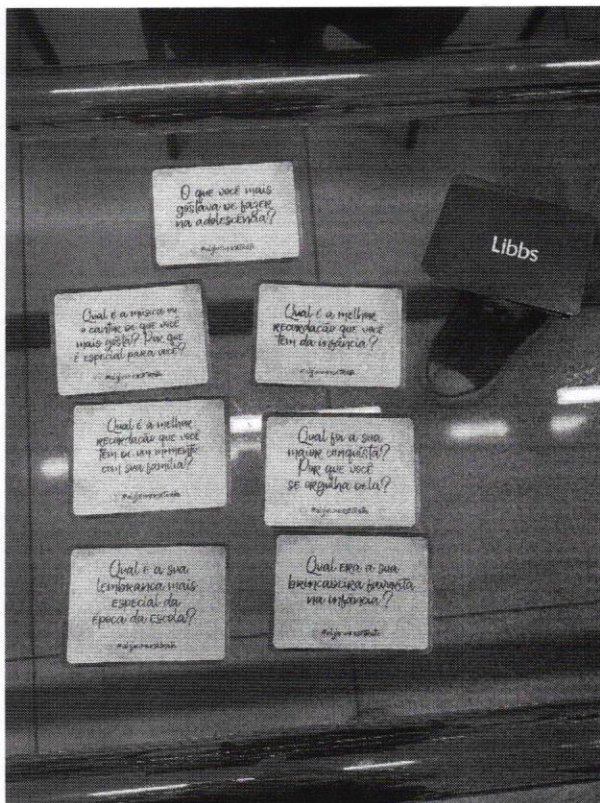 O que você mais
gostava de fazer
na adolescência?
Libbs
Qual é a música ou
o cantor de que você
mais gosta? Por que
é especial para você?
Qual é a melhor
recordação que você
tem da infância?
Qual é a melhor
recordação que você
tem de um momento
com sua família?
Qual foi a sua
maior conquista?
Por que você
se orgulha dela?
Qual é a sua
lembrança mais
especial da
época da escola?
Qual era a sua
brincadeira favorita
na infância?